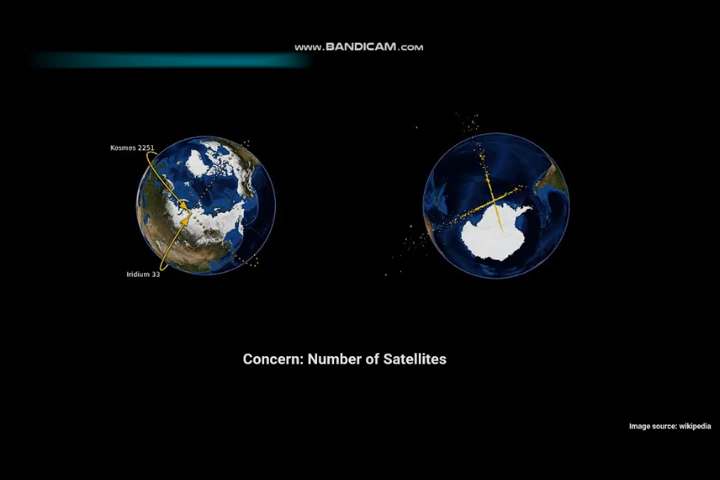 www.BANDICAM.com
Kosmos 2251
Iridium 33
Concern: Number of Satellites
Image source: wikipedia